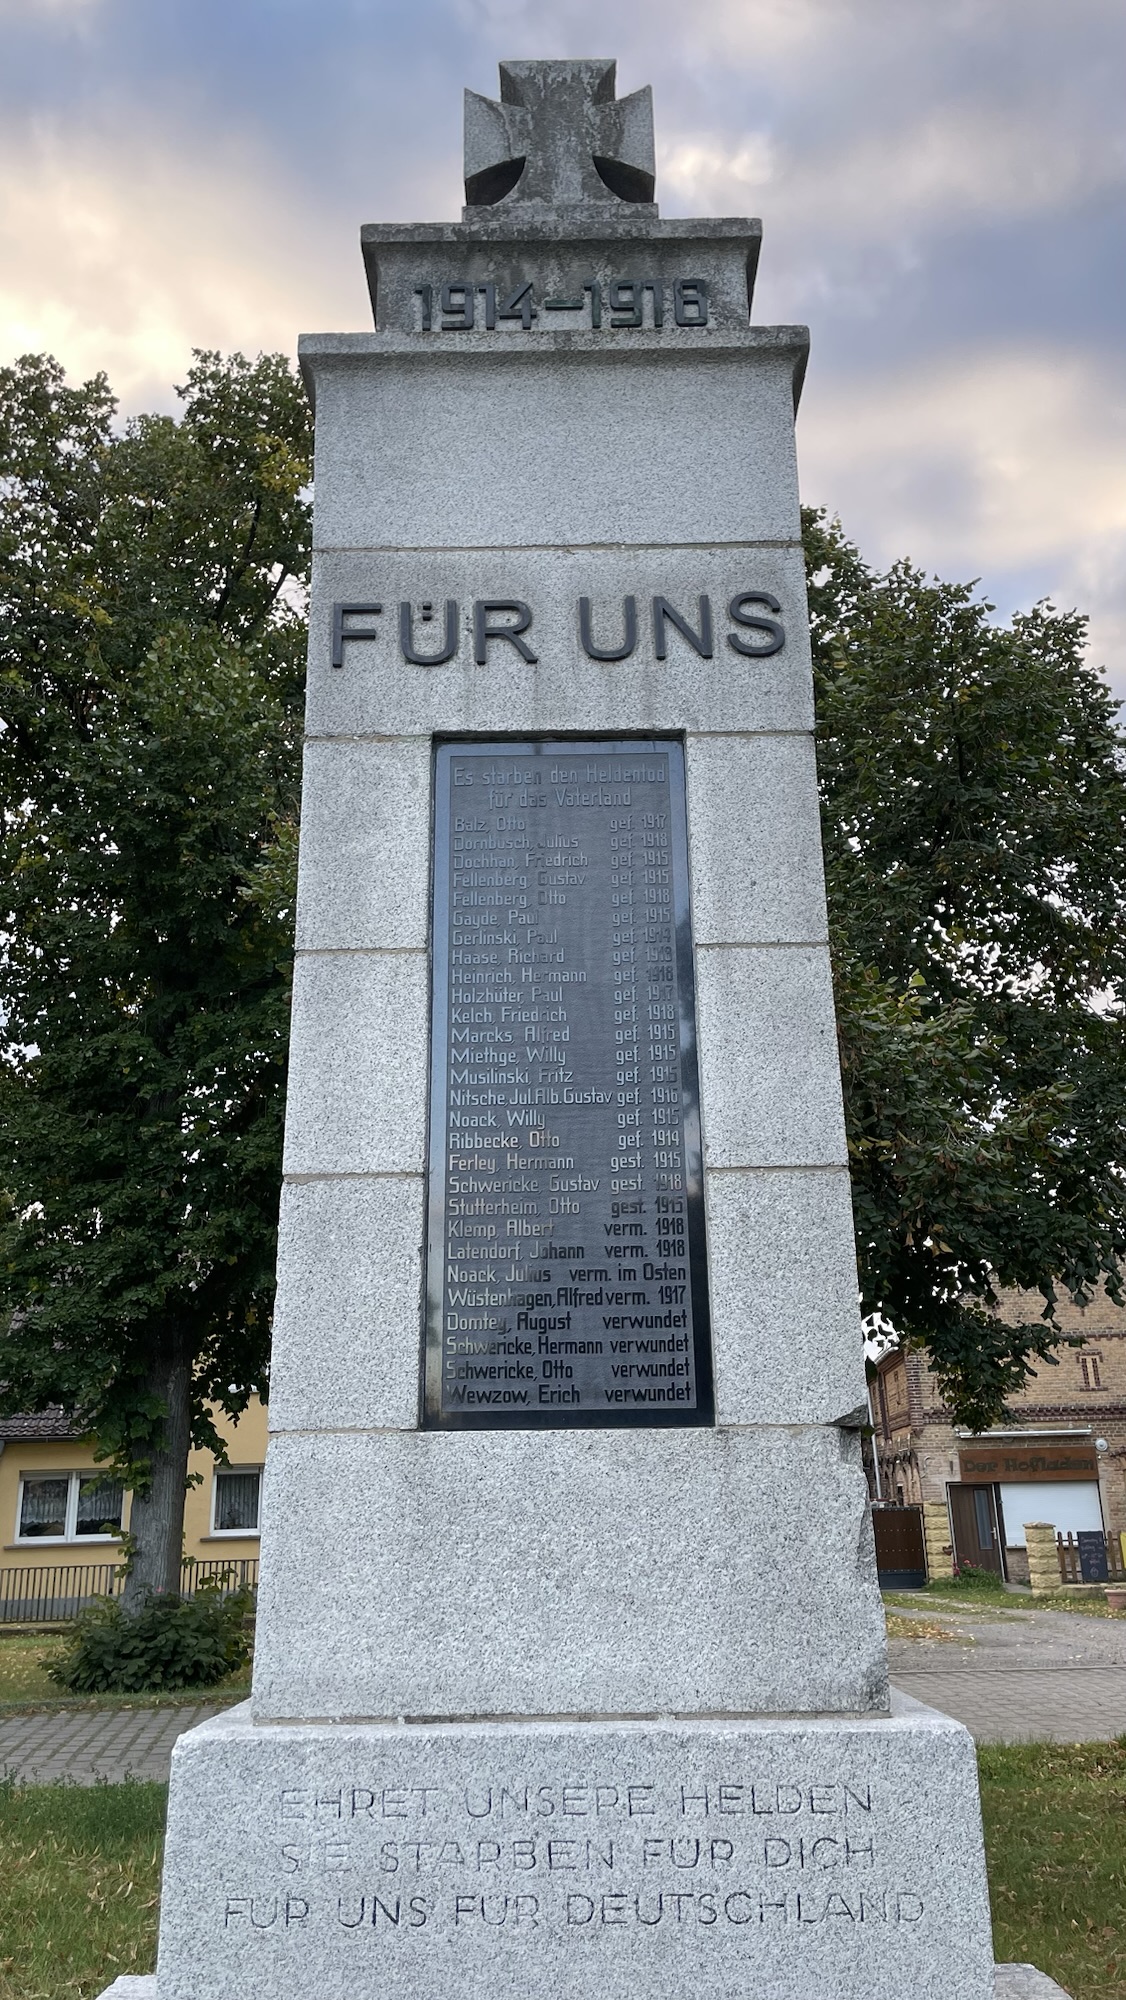 1914-1918
FÜR UNS
Es starben den Heldentod
für das Vaterland
Balz, Otto gef. 1917
Dornbusch, Julius gef. 1918
Dochhan, Friedrich gef. 1915
Fellenberg, Gustav gef. 1915
Fellenberg, Otto gef. 1918
Gayde, Paul gef. 1915
Gerlinski, Paul gef. 1914
Haase, Richard gef. 1918
Heinrich, Hermann gef. 1918
Holzhüter, Paul gef. 1917
Kelch, Friedrich gef. 1918
Marcks, Alfred gef. 1915
Miethge, Willy gef. 1915
Musilinski, Fritz gef. 1915
Nitsche, Jul. Alb. Gustav gef. 1916
Noack, Willy gef. 1915
Ribbecke, Otto gef. 1914
Ferley, Hermann gest. 1915
Schwericke, Gustav gest. 1918
Stutterheim, Otto gest. 1915
Klemp, Albert verm. 1918
Latendorf, Johann verm. 1918
Noack, Julius verm. im Osten
Wüstenhagen, Alfred verm. 1917
Domtey, August verwundet
Schwericke, Hermann verwundet
Schwericke, Otto verwundet
Wewzow, Erich verwundet
Der Hofladen
EHRET UNSERE HELDEN
SIE STARBEN FÜR DICH
FÜR UNS FÜR DEUTSCHLAND